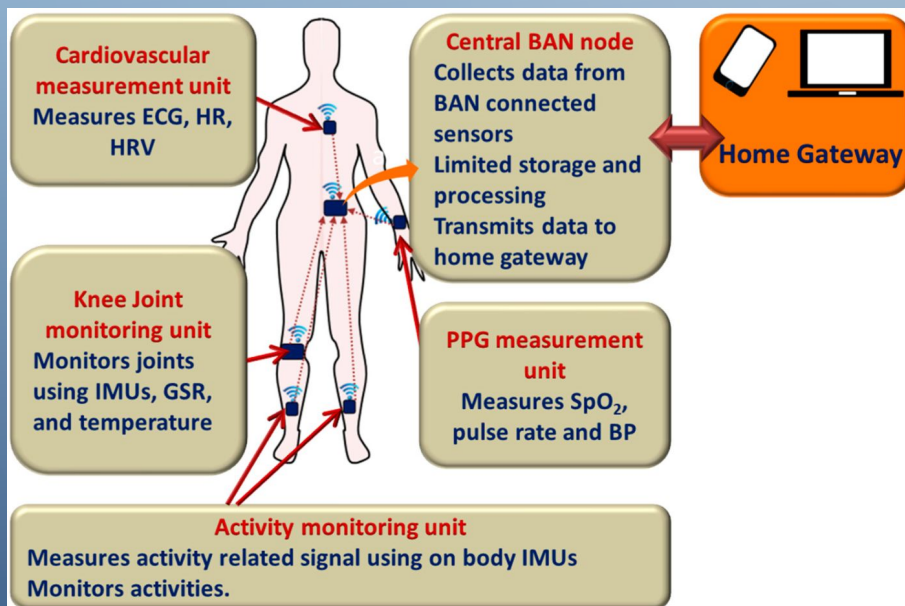 Cardiovascular
measurement unit
Measures ECG, HR,
HRV
Central BAN node
Collects data from
BAN connected
sensors
Limited storage and
processing
Transmits data to
home gateway
Home Gateway
Knee Joint
monitoring unit
Monitors joints
using IMUs, GSR,
and temperature
PPG measurement
unit
Measures SpO₂,
pulse rate and BP
Activity monitoring unit
Measures activity related signal using on body IMUs
Monitors activities.